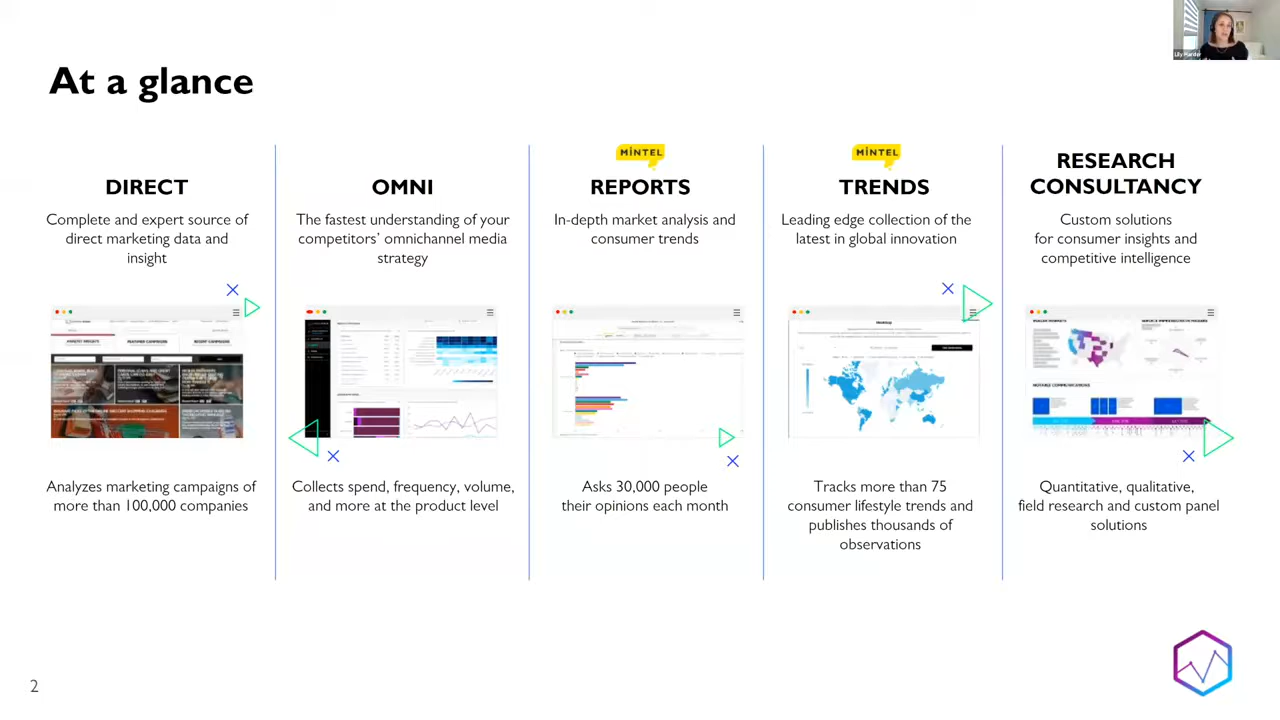 At a glance
DIRECT
Complete and expert source of
direct marketing data and
insight
Analyzes marketing campaigns of
more than 100,000 companies
OMNI
The fastest understanding of your
competitors’ omnichannel media
strategy
Collects spend, frequency, volume,
and more at the product level
MiNTEL
REPORTS
In-depth market analysis and
consumer trends
Asks 30,000 people
their opinions each month
MiNTEL
TRENDS
Leading edge collection of the
latest in global innovation
Tracks more than 75
consumer lifestyle trends and
publishes thousands of
observations
RESEARCH
CONSULTANCY
Custom solutions
for consumer insights and
competitive intelligence
Quantitative, qualitative,
field research and custom panel
solutions
2